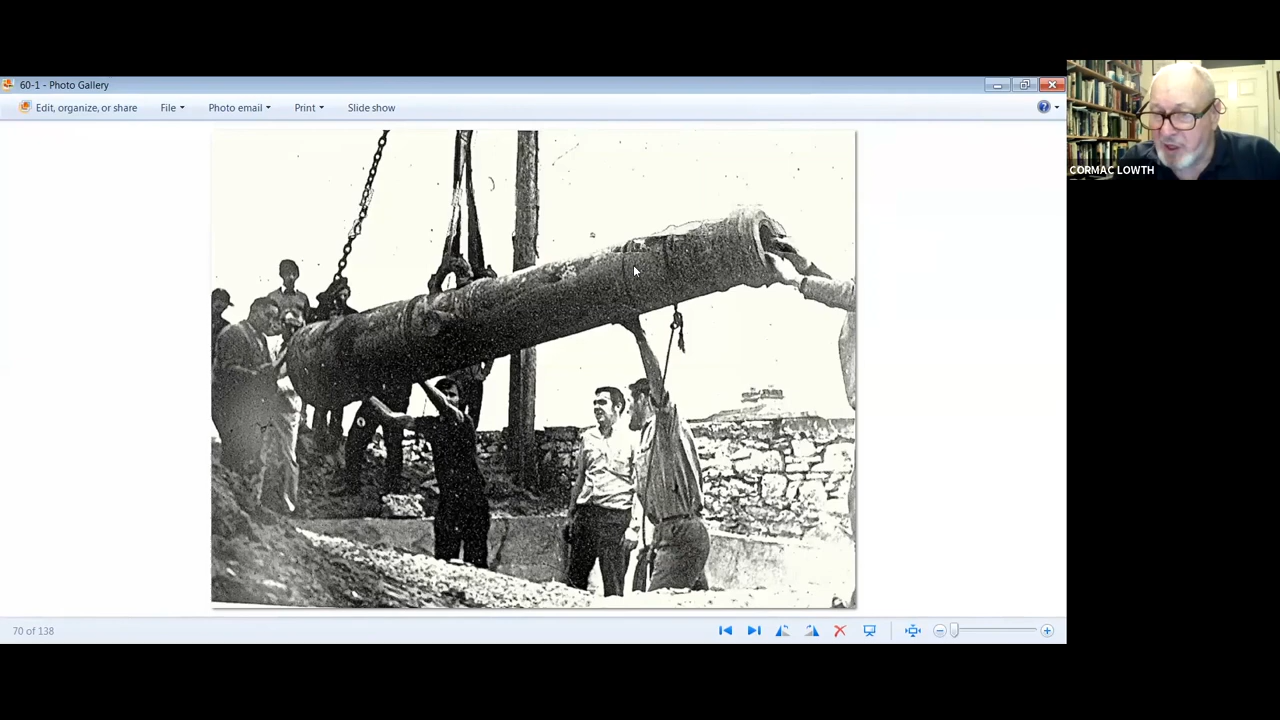 60-1 - Photo Gallery
Edit, organize, or share File Photo email Print Slide show
CORMAC LOWTH
70 of 138